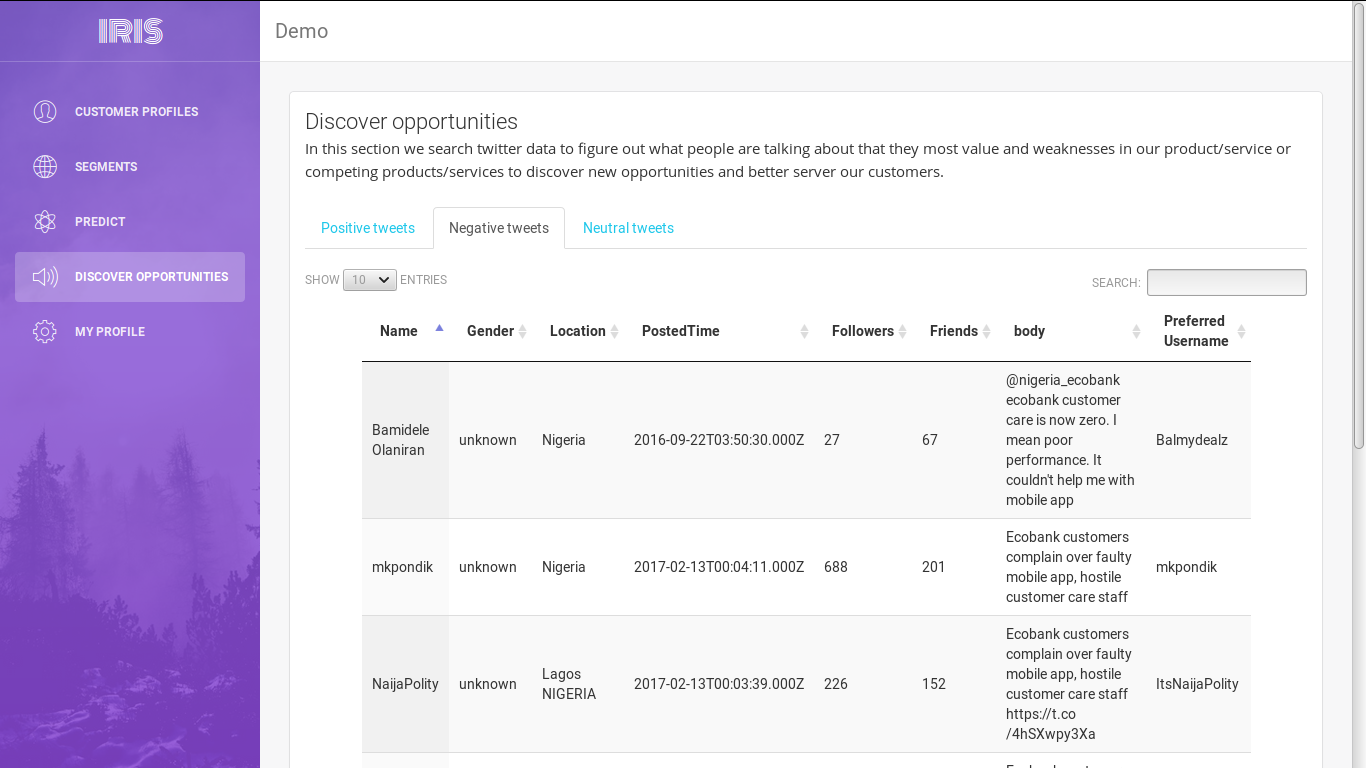 IRIS
Demo
CUSTOMER PROFILES
SEGMENTS
PREDICT
DISCOVER OPPORTUNITIES
MY PROFILE
Discover opportunities
In this section we search twitter data to figure out what people are talking about that they most value and weaknesses in our product/service or
competing products/services to discover new opportunities and better server our customers.
Positive tweets
Negative tweets
Neutral tweets
SHOW 10 ENTRIES
SEARCH:
Name Gender Location PostedTime Followers Friends body Preferred
Username
Bamidele
Olaniran
unknown
Nigeria
2016-09-22T03:50:30.000Z
27
67
@nigeria_ecobank
ecobank customer
care is now zero. I
mean poor
performance. It
couldn't help me with
mobile app
Balmydealz
mkpondik
unknown
Nigeria
2017-02-13T00:04:11.000Z
688
201
Ecobank customers
complain over faulty
mobile app, hostile
customer care staff
mkpondik
NaijaPolity
unknown
Lagos
NIGERIA
2017-02-13T00:03:39.000Z
226
152
Ecobank customers
complain over faulty
mobile app, hostile
customer care staff
https://t.co
/4hSXwpy3Xa
ItsNaijaPolity